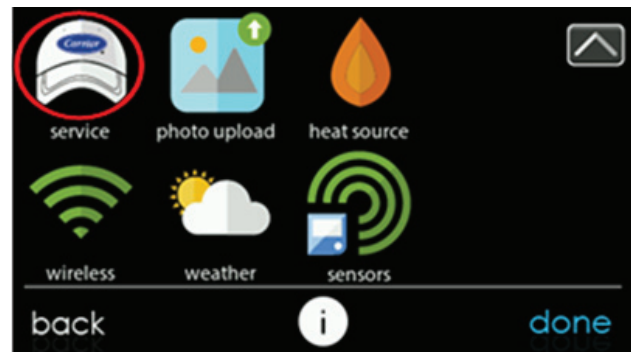 Carrier
service photo upload heat source
wireless weather sensors
back i done